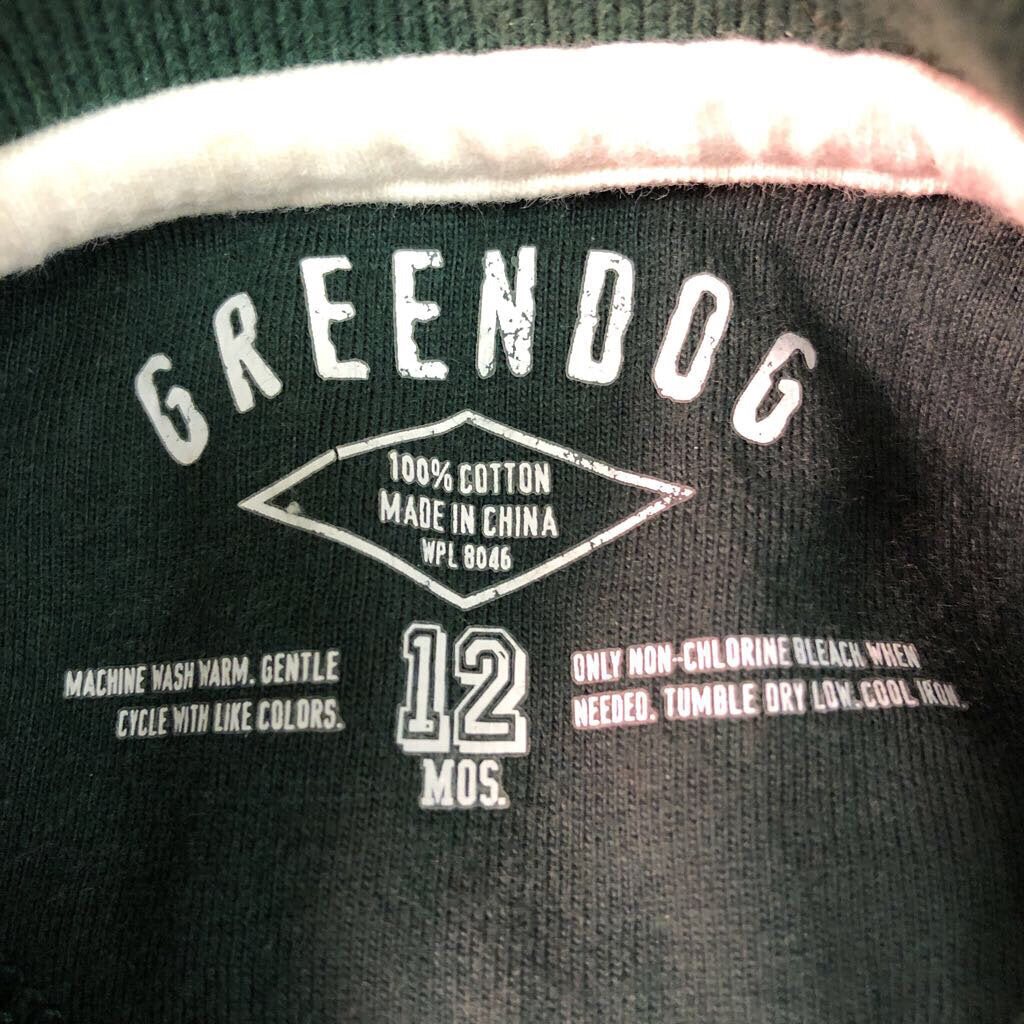 GREENDOG
100% COTTON
MADE IN CHINA
WPL 8046
MACHINE WASH WARM. GENTLE
CYCLE WITH LIKE COLORS.
12
MOS.
ONLY NON-CHLORINE BLEACH WHEN
NEEDED. TUMBLE DRY LOW. COOL IRON.